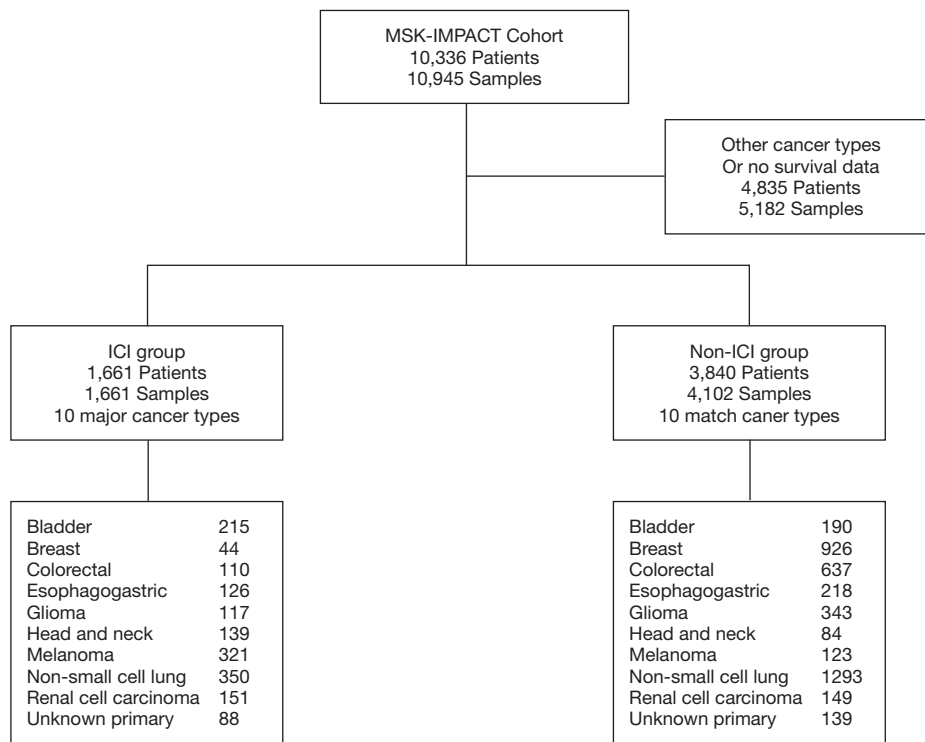 MSK-IMPACT Cohort
10,336 Patients
10,945 Samples
Other cancer types
Or no survival data
4,835 Patients
5,182 Samples
ICI group
1,661 Patients
1,661 Samples
10 major cancer types
Non-ICI group
3,840 Patients
4,102 Samples
10 match caner types
Bladder 215
Breast 44
Colorectal 110
Esophagogastric 126
Glioma 117
Head and neck 139
Melanoma 321
Non-small cell lung 350
Renal cell carcinoma 151
Unknown primary 88
Bladder 190
Breast 926
Colorectal 637
Esophagogastric 218
Glioma 343
Head and neck 84
Melanoma 123
Non-small cell lung 1293
Renal cell carcinoma 149
Unknown primary 139